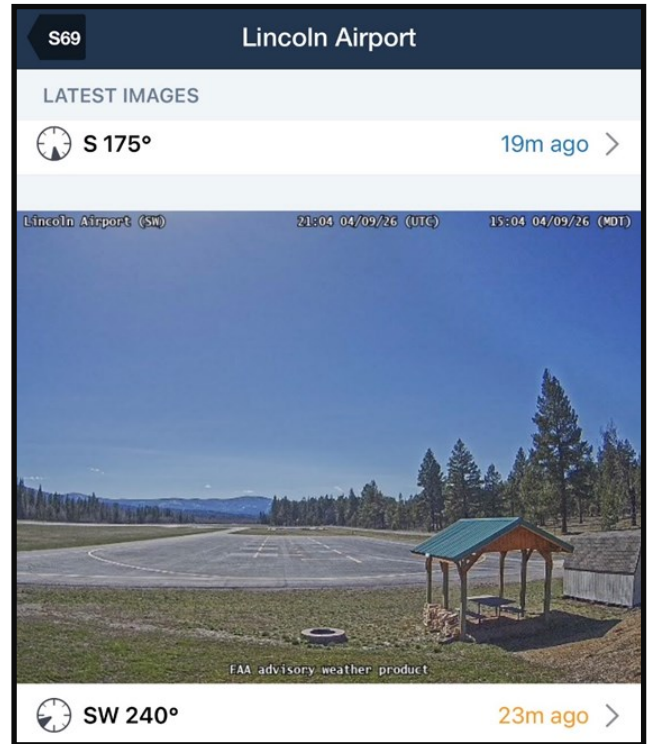 S69 Lincoln Airport
LATEST IMAGES
S 175° 19m ago
Lincoln Airport (SW) 21:04 04/09/26 (UTC) 15:04 04/09/26 (MDT)
FAA advisory weather product
SW 240° 23m ago